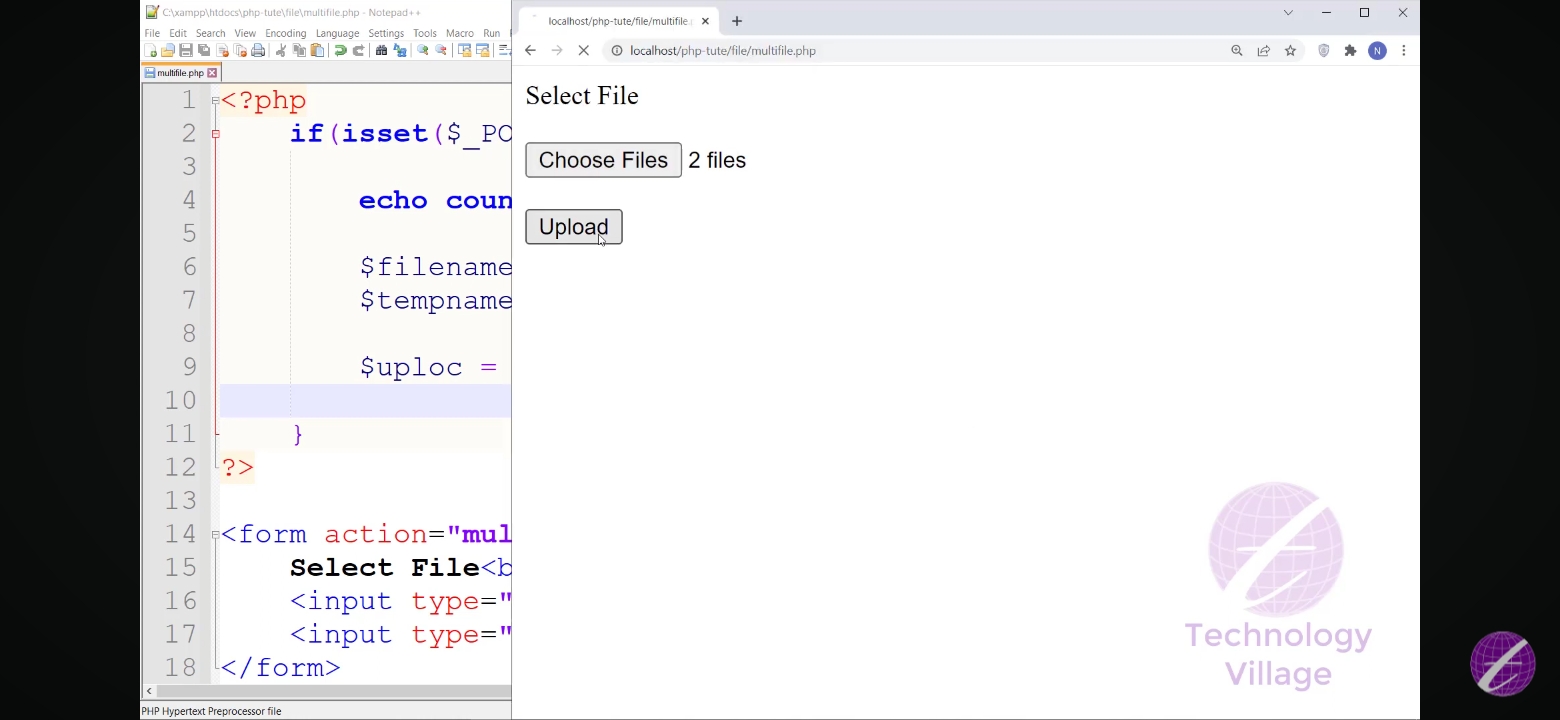 C:\xampp\htdocs\php-tute\file\multifile.php - Notepad++
File Edit Search View Encoding Language Settings Tools Macro Run
multifile.php
1 <?php
2 if(isset($_PO
3
4 echo coun
5
6 $filename
7 $tempname
8
9 $uploc =
10
11 }
12 ?>
13
14 <form action="mul
15 Select File<b
16 <input type="
17 <input type="
18 </form>
PHP Hypertext Preprocessor file
localhost/php-tute/file/multifile.
localhost/php-tute/file/multifile.php
N
Select File
Choose Files 2 files
Upload
Technology
Village